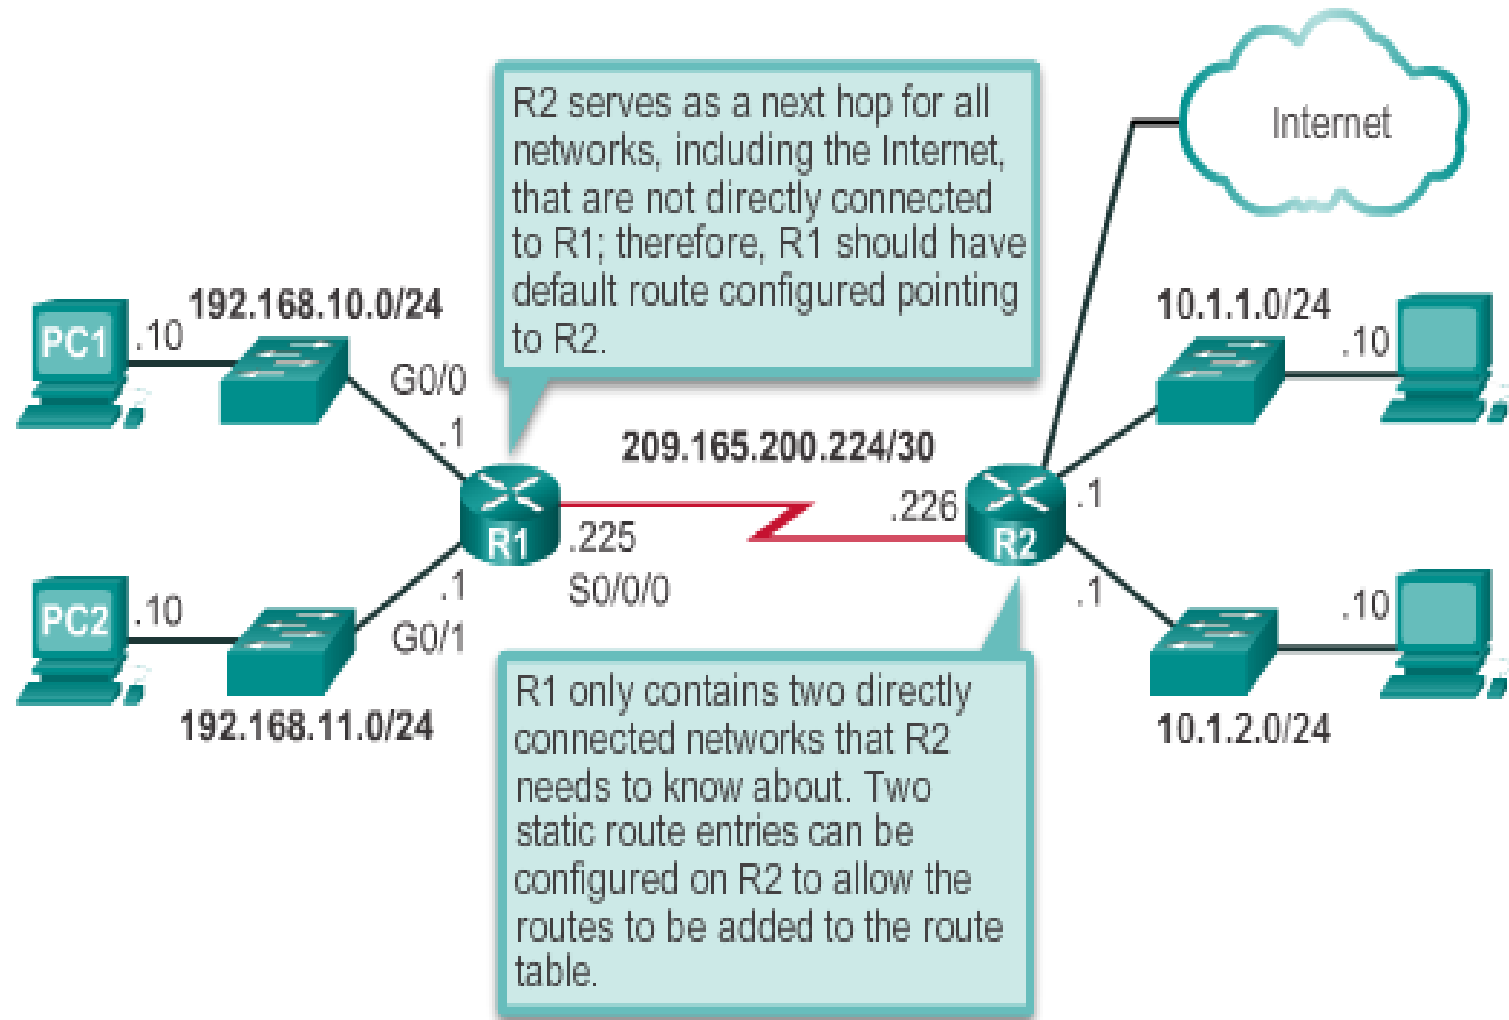 R2 serves as a next hop for all
networks, including the Internet,
that are not directly connected
to R1; therefore, R1 should have
default route configured pointing
to R2.
Internet
192.168.10.0/24
PC1
.10
G0/0
.1
10.1.1.0/24
.10
209.165.200.224/30
R1
.225
S0/0/0
.226
R2
.1
.1
PC2
.10
.1
G0/1
192.168.11.0/24
.10
10.1.2.0/24
R1 only contains two directly
connected networks that R2
needs to know about. Two
static route entries can be
configured on R2 to allow the
routes to be added to the route
table.